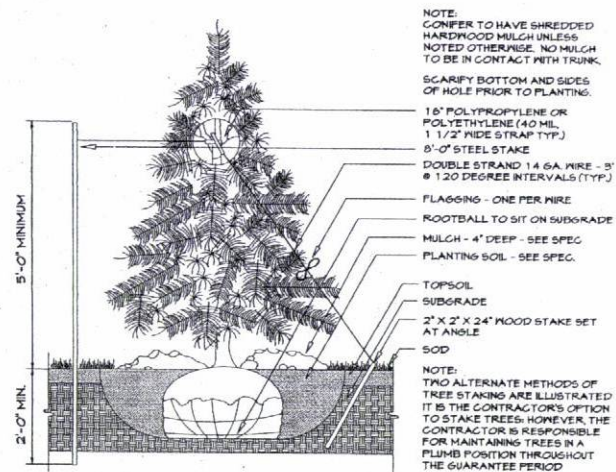 NOTE:
CONIFER TO HAVE SHREDDED
HARDWOOD MULCH UNLESS
NOTED OTHERWISE. NO MULCH
TO BE IN CONTACT WITH TRUNK.
SCARIFY BOTTOM AND SIDES
OF HOLE PRIOR TO PLANTING.
16" POLYPROPYLENE OR
POLYETHYLENE (40 MIL,
1 1/2" WIDE STRAP TYP.)
8'-0" STEEL STAKE
DOUBLE STRAND 14 GA. WIRE - 3'
@ 120 DEGREE INTERVALS (TYP.)
FLAGGING - ONE PER WIRE
ROOTBALL TO SIT ON SUBGRADE
MULCH - 4" DEEP - SEE SPEC
PLANTING SOIL - SEE SPEC.
TOPSOIL
SUBGRADE
2" X 2" X 24" WOOD STAKE SET
AT ANGLE
SOD
NOTE:
TWO ALTERNATE METHODS OF
TREE STAKING ARE ILLUSTRATED
IT IS THE CONTRACTOR'S OPTION
TO STAKE TREES; HOWEVER, THE
CONTRACTOR IS RESPONSIBLE
FOR MAINTAINING TREES IN A
PLUMB POSITION THROUGHOUT
THE GUARANTEE PERIOD
5'-0" MINIMUM
2'-0" MIN.